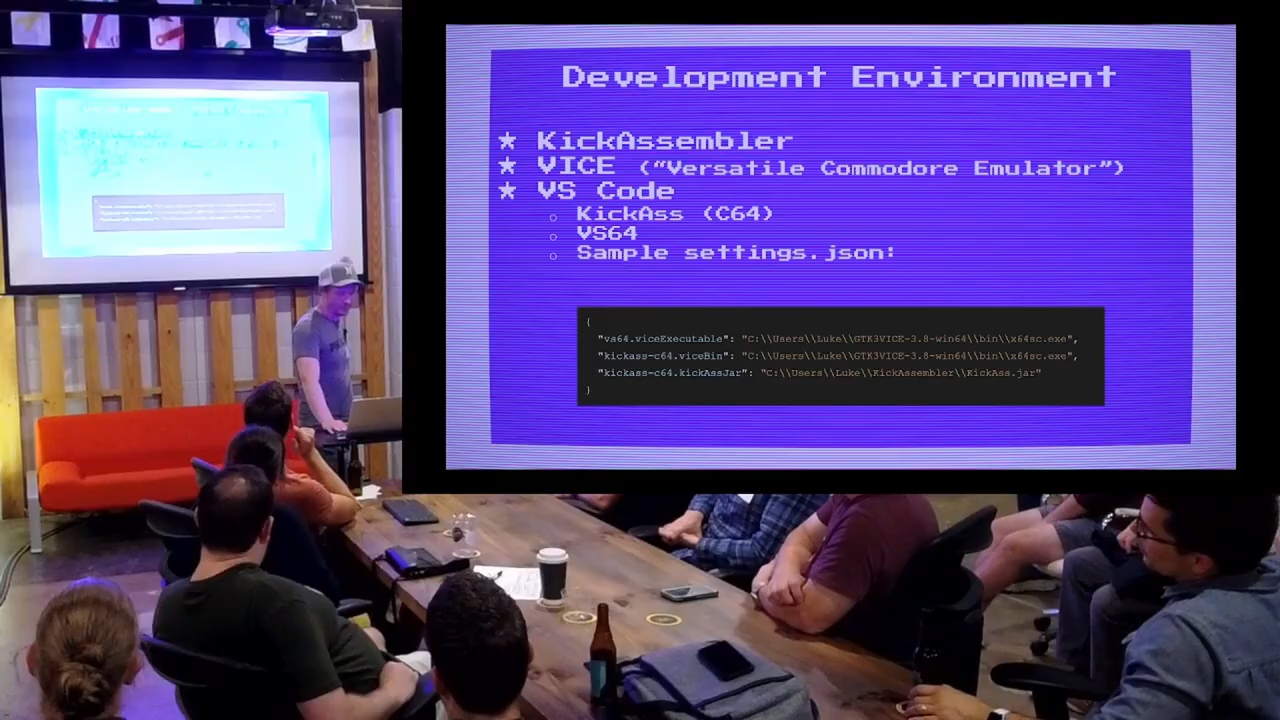 Development Environment
★ KickAssembler
★ VICE (“Versatile Commodore Emulator”)
★ VS Code
○ KickAss (C64)
○ VS64
○ Sample settings.json:
{
"vs64.viceExecutable": "C:\\Users\\Luke\\GTK3VICE-3.8-win64\\bin\\x64sc.exe",
"kickass-c64.viceBin": "C:\\Users\\Luke\\GTK3VICE-3.8-win64\\bin\\x64sc.exe",
"kickass-c64.kickAssJar": "C:\\Users\\Luke\\KickAssembler\\KickAss.jar"
}